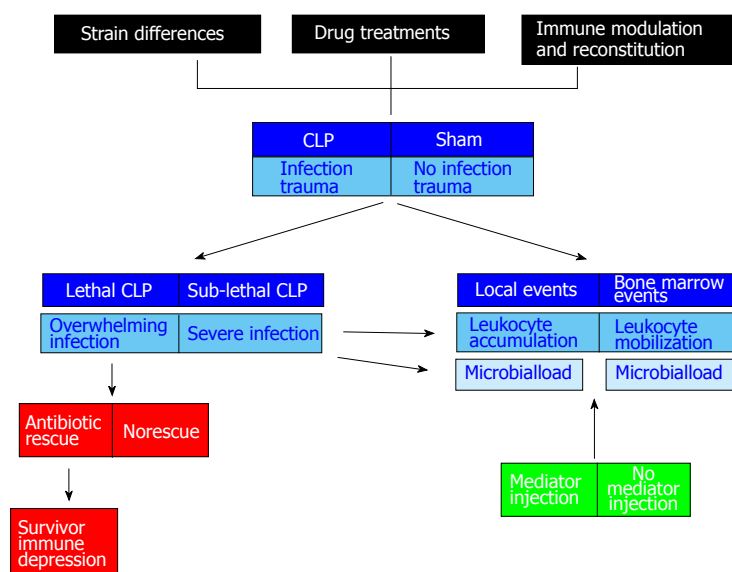 Strain differences
Drug treatments
Immune modulation
and reconstitution
CLP
Sham
Infection
trauma
No infection
trauma
Lethal CLP
Sub-lethal CLP
Overwhelming
infection
Severe infection
Local events
Bone marrow
events
Leukocyte
accumulation
Leukocyte
mobilization
Microbialload
Microbialload
Antibiotic
rescue
Norescue
Survivor
immune
depression
Mediator
injection
No
mediator
injection